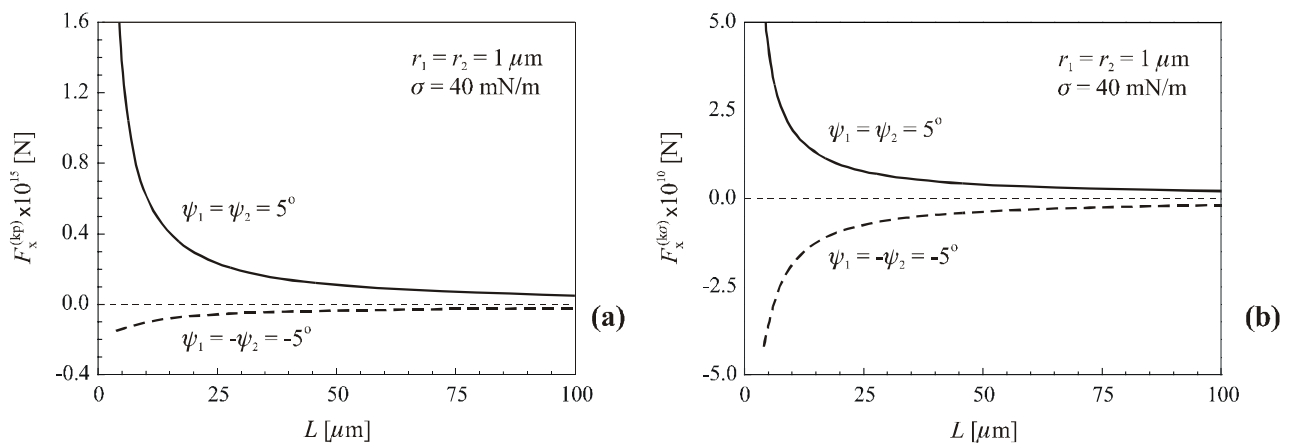 1.6
1.2
0.8
0.4
0.0
-0.4
F_x^(kp) x10^15 [N]
r₁ = r₂ = 1 μm
σ = 40 mN/m
ψ₁ = ψ₂ = 5°
ψ₁ = -ψ₂ = -5°
0 25 50 75 100
L [μm]
(a)
5.0
2.5
0.0
-2.5
-5.0
F_x^(kσ) x10^10 [N]
r₁ = r₂ = 1 μm
σ = 40 mN/m
ψ₁ = ψ₂ = 5°
ψ₁ = -ψ₂ = -5°
0 25 50 75 100
L [μm]
(b)